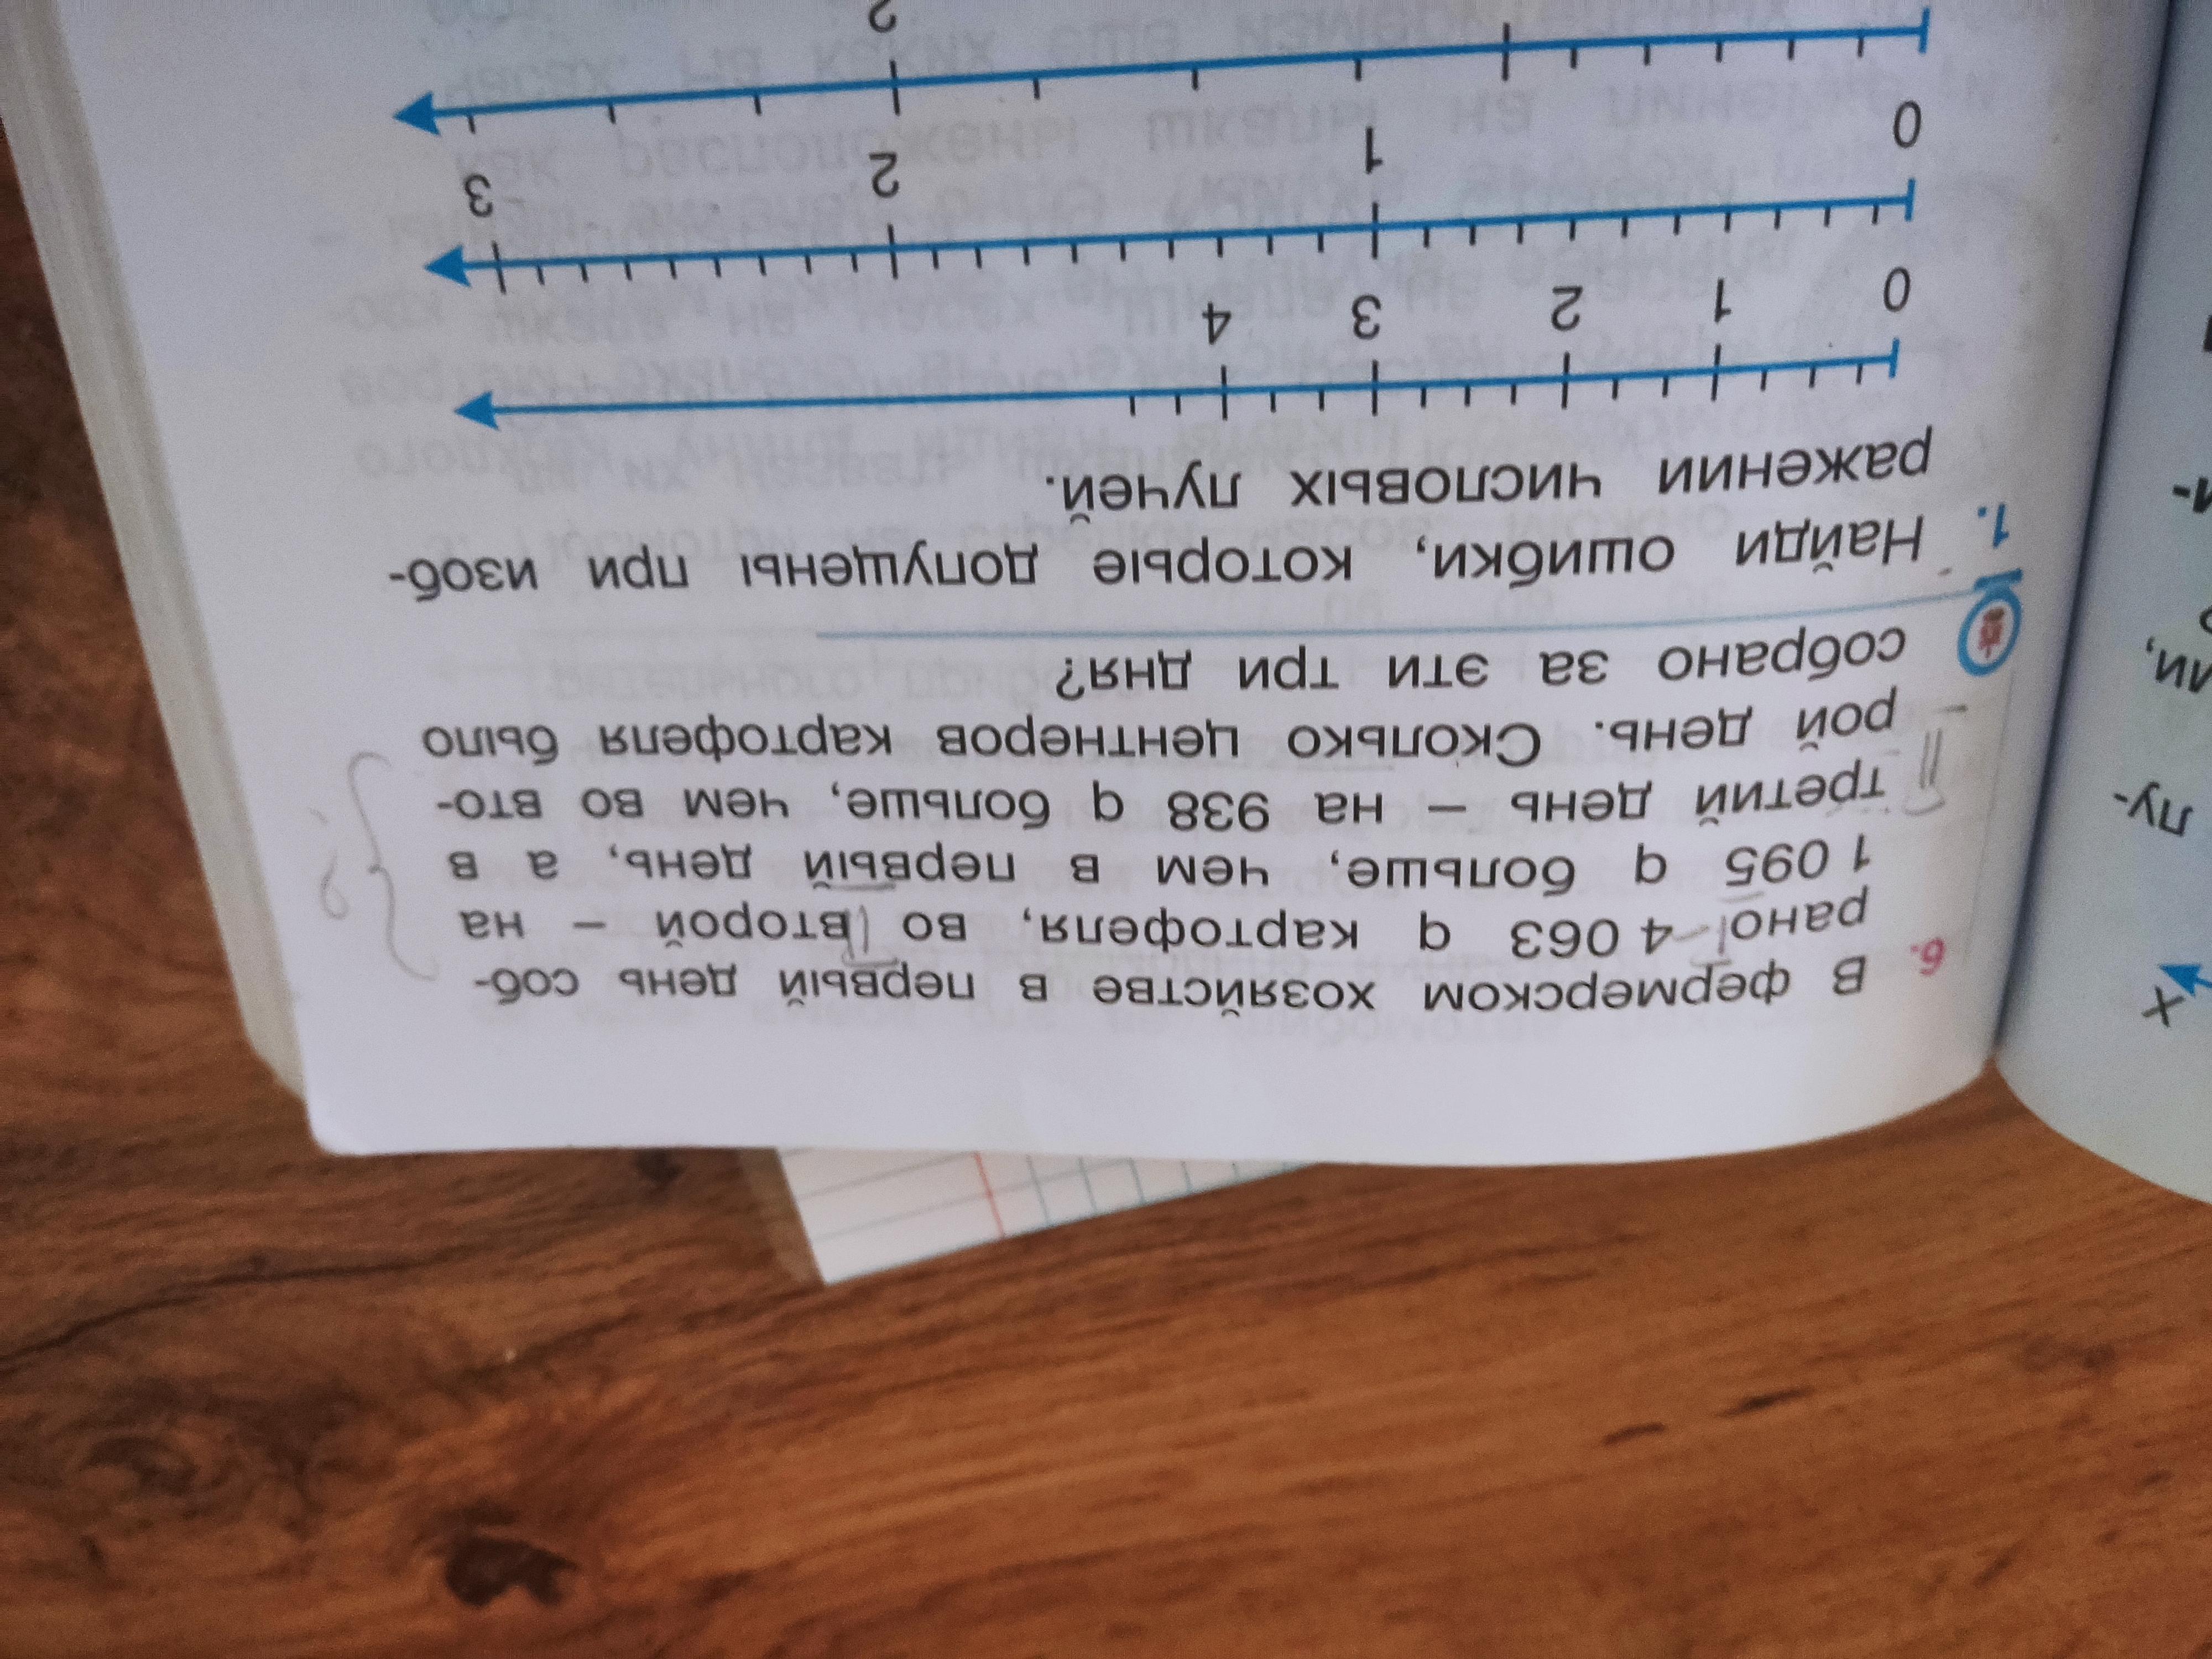 6. В фермерском хозяйстве в первый день соб-
рано 4 063 q картофеля, во второй – на
1 095 q больше, чем в первый день, а в
третий день – на 938 q больше, чем во вто-
рой день. Сколько центнеров картофеля было
собрано за эти три дня?
1. Найди ошибки, которые допущены при изоб-
ражении числовых лучей.
0 1 2 3 4
0 1 2 3
2
x
лу-